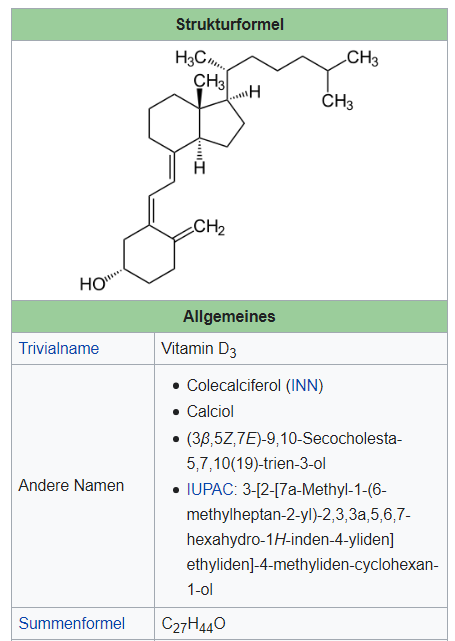 Strukturformel
H₃C
CH₃
CH₃
H
CH₃
H
CH₂
HO
Allgemeines
Trivialname
Vitamin D₃
Andere Namen
• Colecalciferol (INN)
• Calciol
• (3β,5Z,7E)-9,10-Secocholesta-
5,7,10(19)-trien-3-ol
• IUPAC: 3-[2-[7a-Methyl-1-(6-
methylheptan-2-yl)-2,3,3a,5,6,7-
hexahydro-1H-inden-4-yliden]
ethyliden]-4-methyliden-cyclohexan-
1-ol
Summenformel
C₂₇H₄₄O